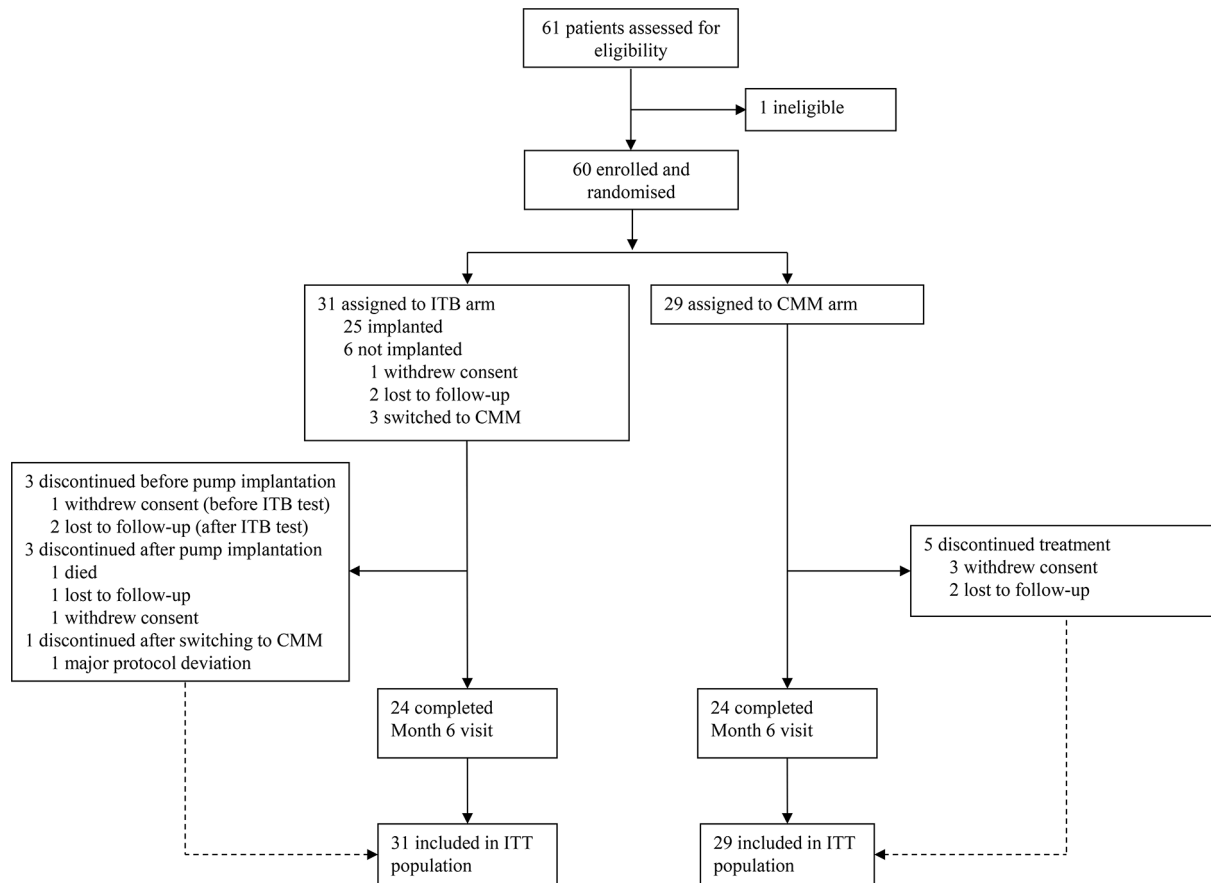 61 patients assessed for
eligibility
1 ineligible
60 enrolled and
randomised
31 assigned to ITB arm
25 implanted
6 not implanted
1 withdrew consent
2 lost to follow-up
3 switched to CMM
29 assigned to CMM arm
3 discontinued before pump implantation
1 withdrew consent (before ITB test)
2 lost to follow-up (after ITB test)
3 discontinued after pump implantation
1 died
1 lost to follow-up
1 withdrew consent
1 discontinued after switching to CMM
1 major protocol deviation
5 discontinued treatment
3 withdrew consent
2 lost to follow-up
24 completed
Month 6 visit
24 completed
Month 6 visit
31 included in ITT
population
29 included in ITT
population